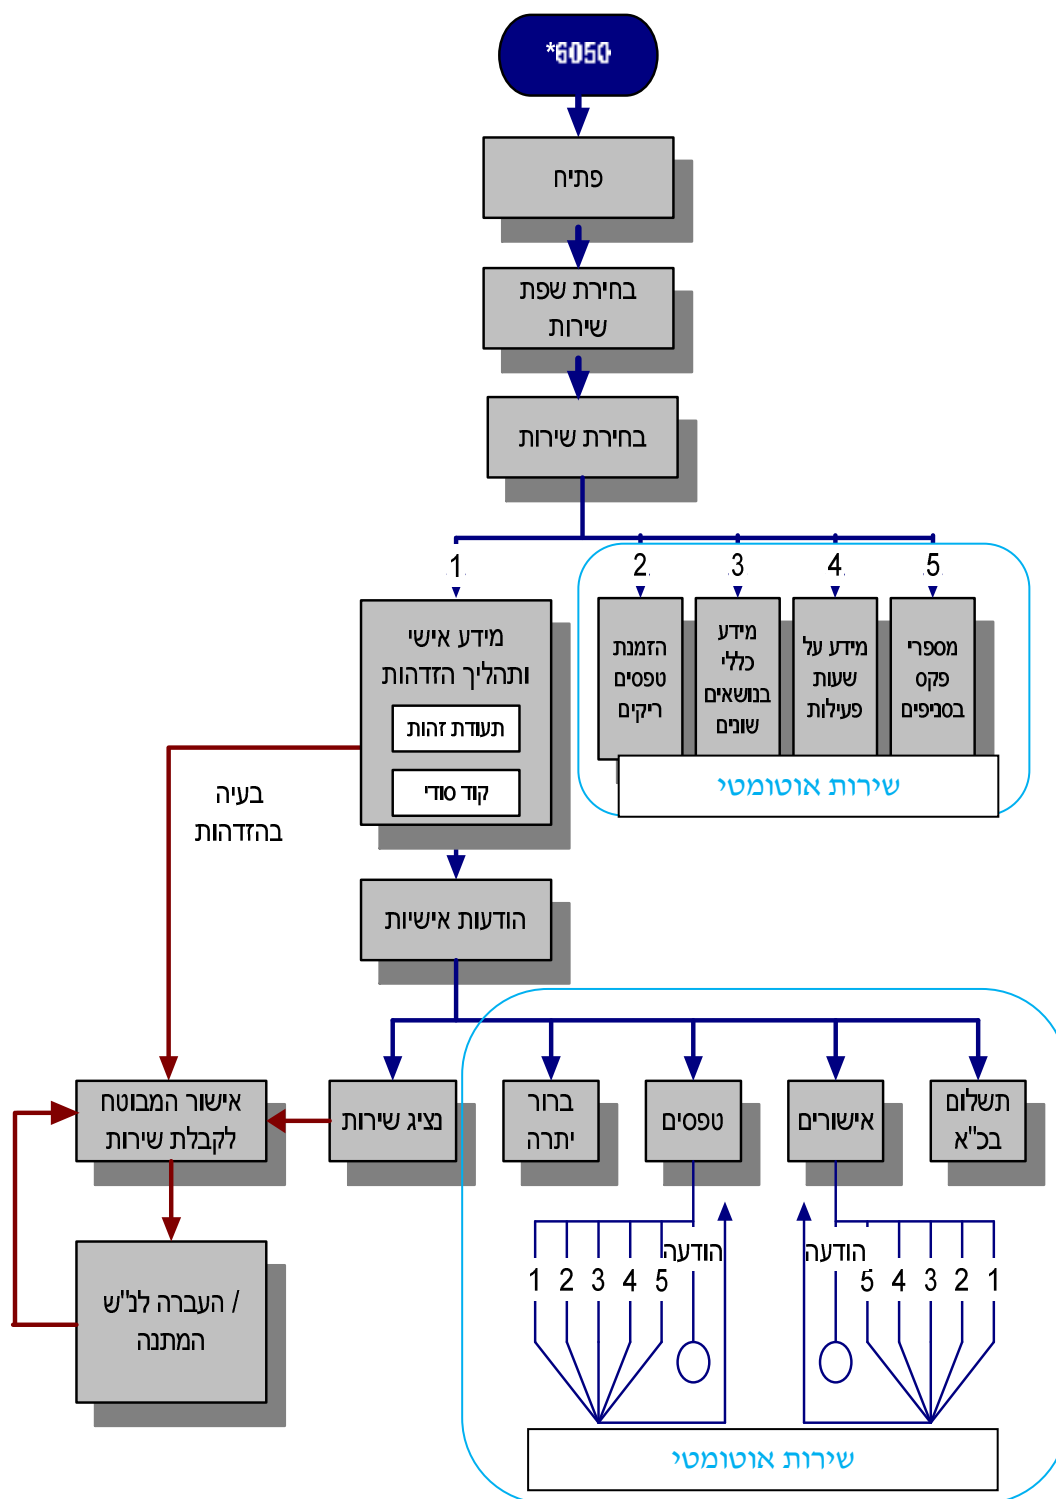 *6050
פתיח
בחירת שפת
שירות
בחירת שירות
1
2
3
4
5
מידע אישי
ותהליך הזדהות
תעודת זהות
קוד סודי
הזמנת
טפסים
ריקים
מידע
כללי
בנושאים
שונים
מידע על
שעות
פעילות
מספרי
פקס
בסניפים
שירות אוטומטי
בעיה
בהזדהות
הודעות אישיות
תשלום
בכ"א
אישורים
טפסים
ברור
יתרה
נציג שירות
אישור המבוטח
לקבלת שירות
העברה לנ"ש /
המתנה
הודעה
1 2 3 4 5
הודעה
5 4 3 2 1
שירות אוטומטי